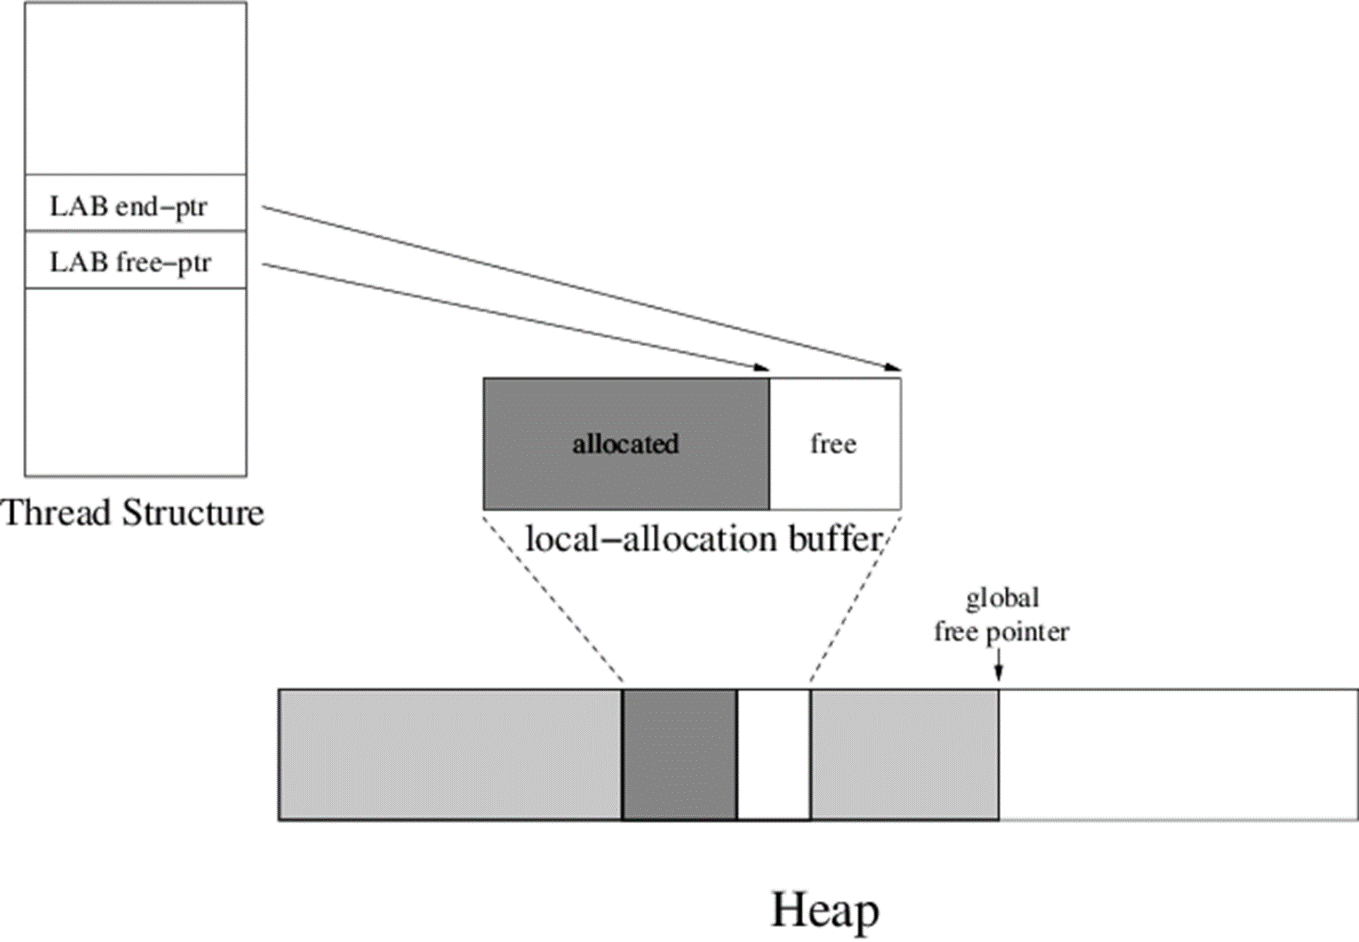 LAB end−ptr
LAB free−ptr
Thread Structure
allocated
free
local−allocation buffer
global
free pointer
Heap